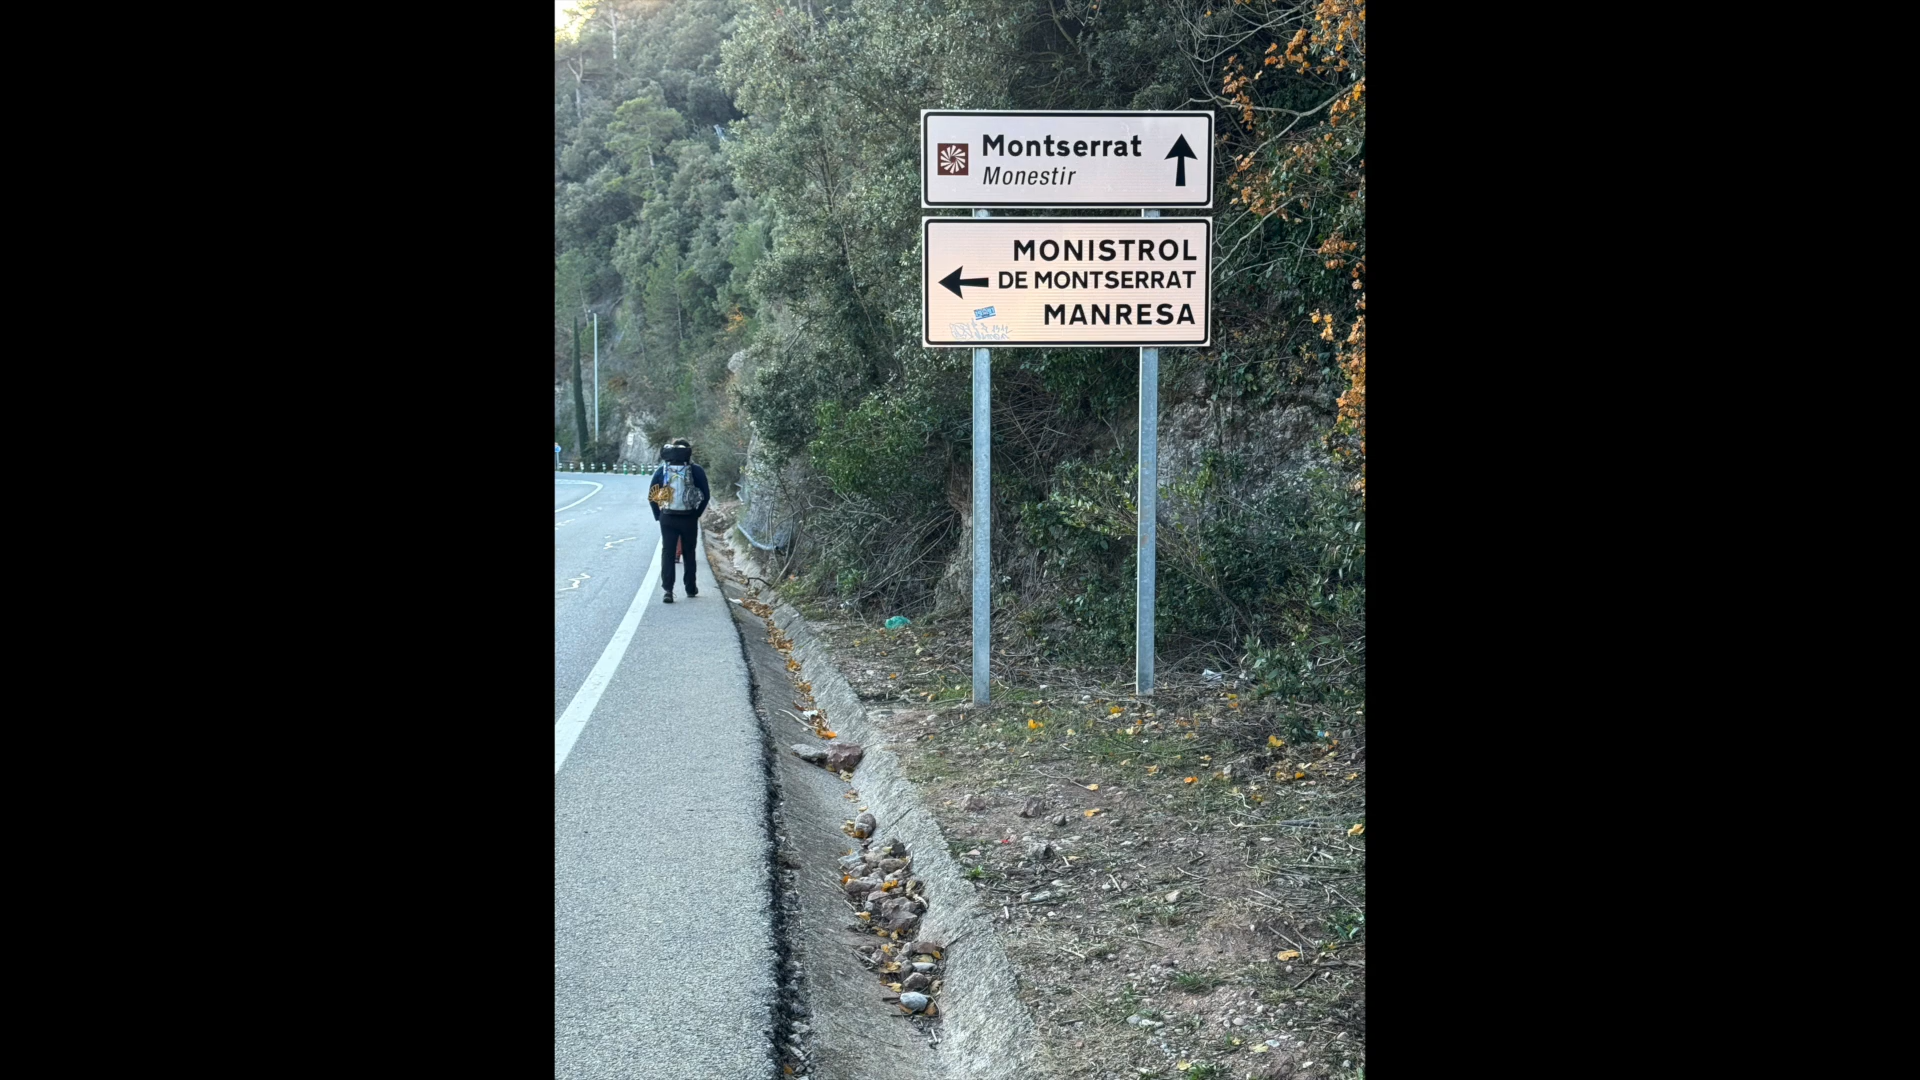 Montserrat
Monestir
MONISTROL
DE MONTSERRAT
MANRESA